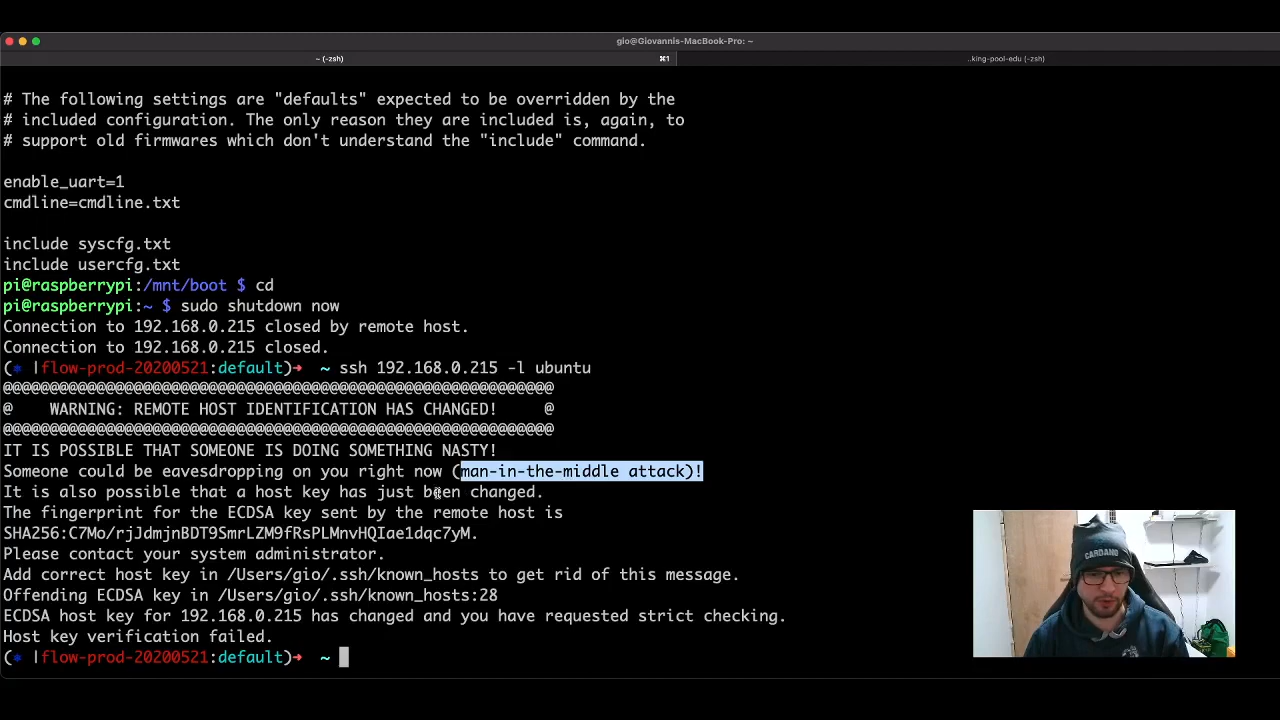 gio@Giovannis-MacBook-Pro: ~
~ (-zsh)
⌘1
..king-pool-edu (-zsh)
# The following settings are "defaults" expected to be overridden by the
# included configuration. The only reason they are included is, again, to
# support old firmwares which don't understand the "include" command.
enable_uart=1
cmdline=cmdline.txt
include syscfg.txt
include usercfg.txt
pi@raspberrypi:/mnt/boot $ cd
pi@raspberrypi:~ $ sudo shutdown now
Connection to 192.168.0.215 closed by remote host.
Connection to 192.168.0.215 closed.
(⎈ |flow-prod-20200521:default)➜  ~ ssh 192.168.0.215 -l ubuntu
@@@@@@@@@@@@@@@@@@@@@@@@@@@@@@@@@@@@@@@@@@@@@@@@@@@@@@@@@@@
@    WARNING: REMOTE HOST IDENTIFICATION HAS CHANGED!     @
@@@@@@@@@@@@@@@@@@@@@@@@@@@@@@@@@@@@@@@@@@@@@@@@@@@@@@@@@@@
IT IS POSSIBLE THAT SOMEONE IS DOING SOMETHING NASTY!
Someone could be eavesdropping on you right now (man-in-the-middle attack)!
It is also possible that a host key has just been changed.
The fingerprint for the ECDSA key sent by the remote host is
SHA256:C7Mo/rjJdmjnBDT9SmrLZM9fRsPLMnvHQIae1dqc7yM.
Please contact your system administrator.
Add correct host key in /Users/gio/.ssh/known_hosts to get rid of this message.
Offending ECDSA key in /Users/gio/.ssh/known_hosts:28
ECDSA host key for 192.168.0.215 has changed and you have requested strict checking.
Host key verification failed.
(⎈ |flow-prod-20200521:default)➜  ~
CARDANO